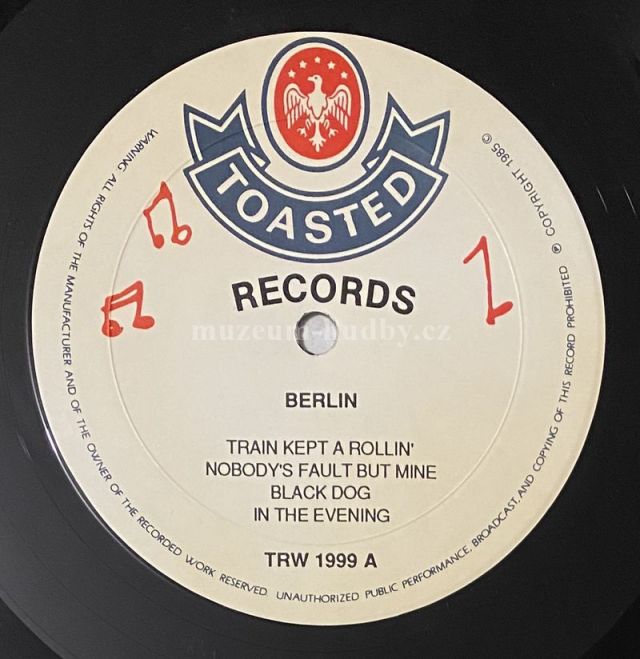 TOASTED
RECORDS
muzeum-hudby.cz
BERLIN
TRAIN KEPT A ROLLIN'
NOBODY'S FAULT BUT MINE
BLACK DOG
IN THE EVENING
TRW 1999 A
WARNING ALL RIGHTS OF THE MANUFACTURER AND OF THE OWNER OF THE RECORDED WORK RESERVED. UNAUTHORIZED PUBLIC PERFORMANCE, BROADCAST, AND COPYING OF THIS RECORD PROHIBITED ℗ COPYRIGHT 1985 ©
1